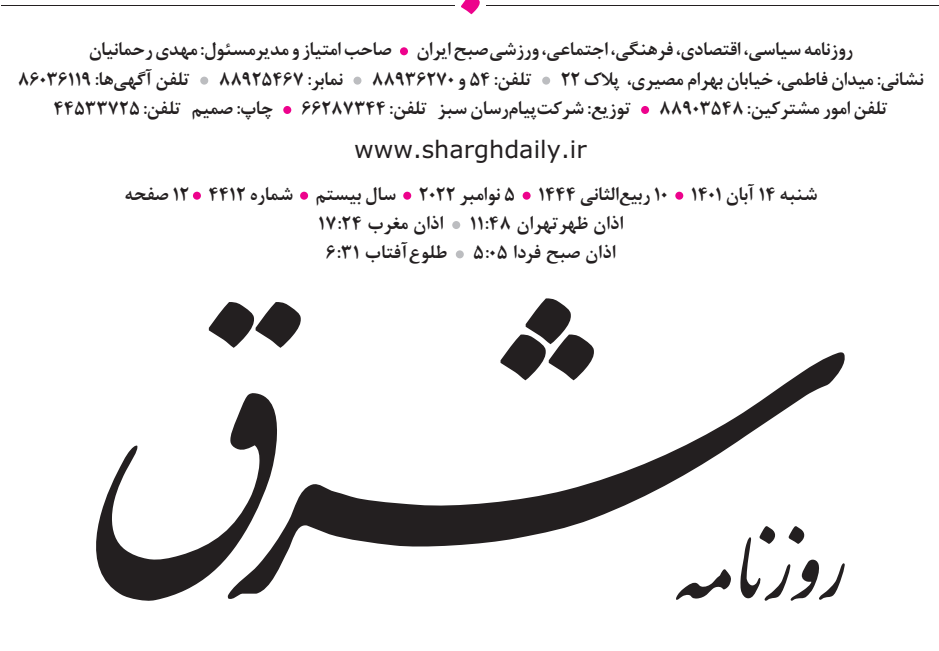 روزنامه سیاسی، اقتصادی، فرهنگی، اجتماعی، ورزشی صبح ایران ● صاحب امتیاز و مدیرمسئول: مهدی رحمانیان
نشانی: میدان فاطمی، خیابان بهرام مصیری، پلاک ۲۲ ● تلفن: ۵۴ و ۸۸۹۳۶۲۷۰ ● نمابر: ۸۸۹۲۵۴۶۷ ● تلفن آگهی‌ها: ۸۶۰۳۶۱۱۹
تلفن امور مشترکین: ۸۸۹۰۳۵۴۸ ● توزیع: شرکت پیام‌رسان سبز تلفن: ۶۶۲۸۷۳۴۴ ● چاپ: صمیم تلفن: ۴۴۵۳۳۷۲۵
www.sharghdaily.ir
شنبه ۱۴ آبان ۱۴۰۱ ● ۱۰ ربیع‌الثانی ۱۴۴۴ ● ۵ نوامبر ۲۰۲۲ ● سال بیستم ● شماره ۴۴۱۲ ● ۱۲ صفحه
اذان ظهر تهران ۱۱:۴۸ ● اذان مغرب ۱۷:۲۴
اذان صبح فردا ۵:۰۵ ● طلوع آفتاب ۶:۳۱
شرق
روزنامه